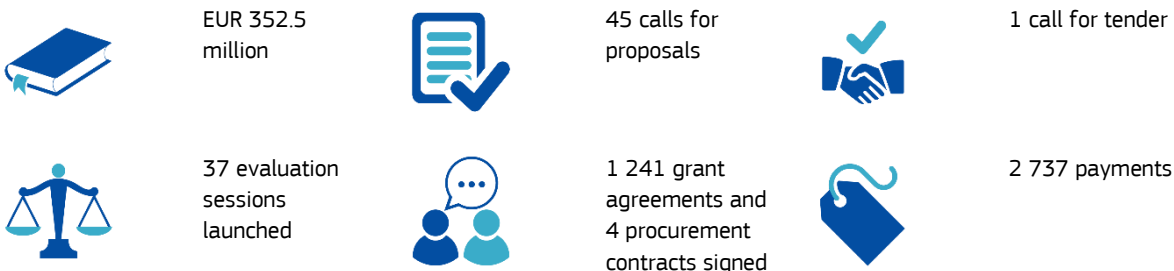 EUR 352.5
million
45 calls for
proposals
1 call for tender
37 evaluation
sessions
launched
1 241 grant
agreements and
4 procurement
contracts signed
2 737 payments